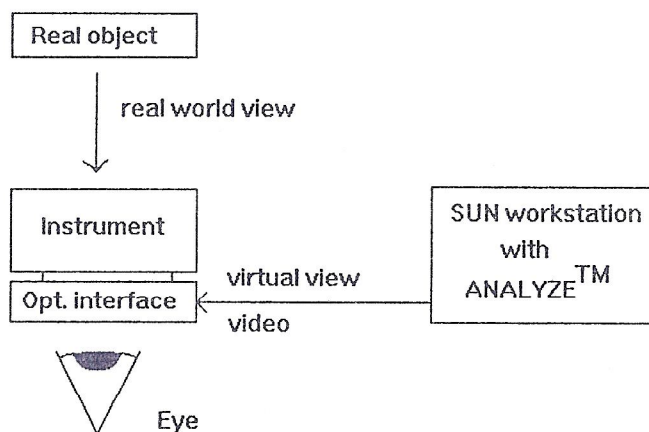 Real object
real world view
Instrument
Opt. interface
virtual view
video
SUN workstation
with
ANALYZE™
Eye